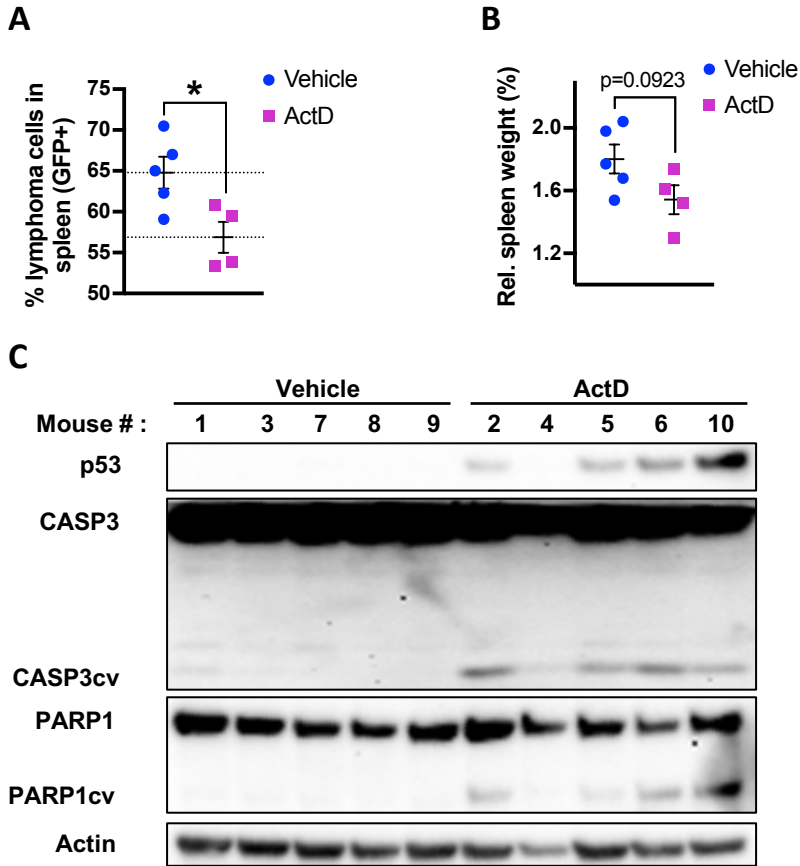 A
% lymphoma cells in
spleen (GFP+)
75
70
65
60
55
50
*
Vehicle
ActD
B
Rel. spleen weight (%)
2.0
1.6
1.2
p=0.0923
Vehicle
ActD
C
Vehicle ActD
Mouse # : 1 3 7 8 9 2 4 5 6 10
p53
CASP3
CASP3cv
PARP1
PARP1cv
Actin